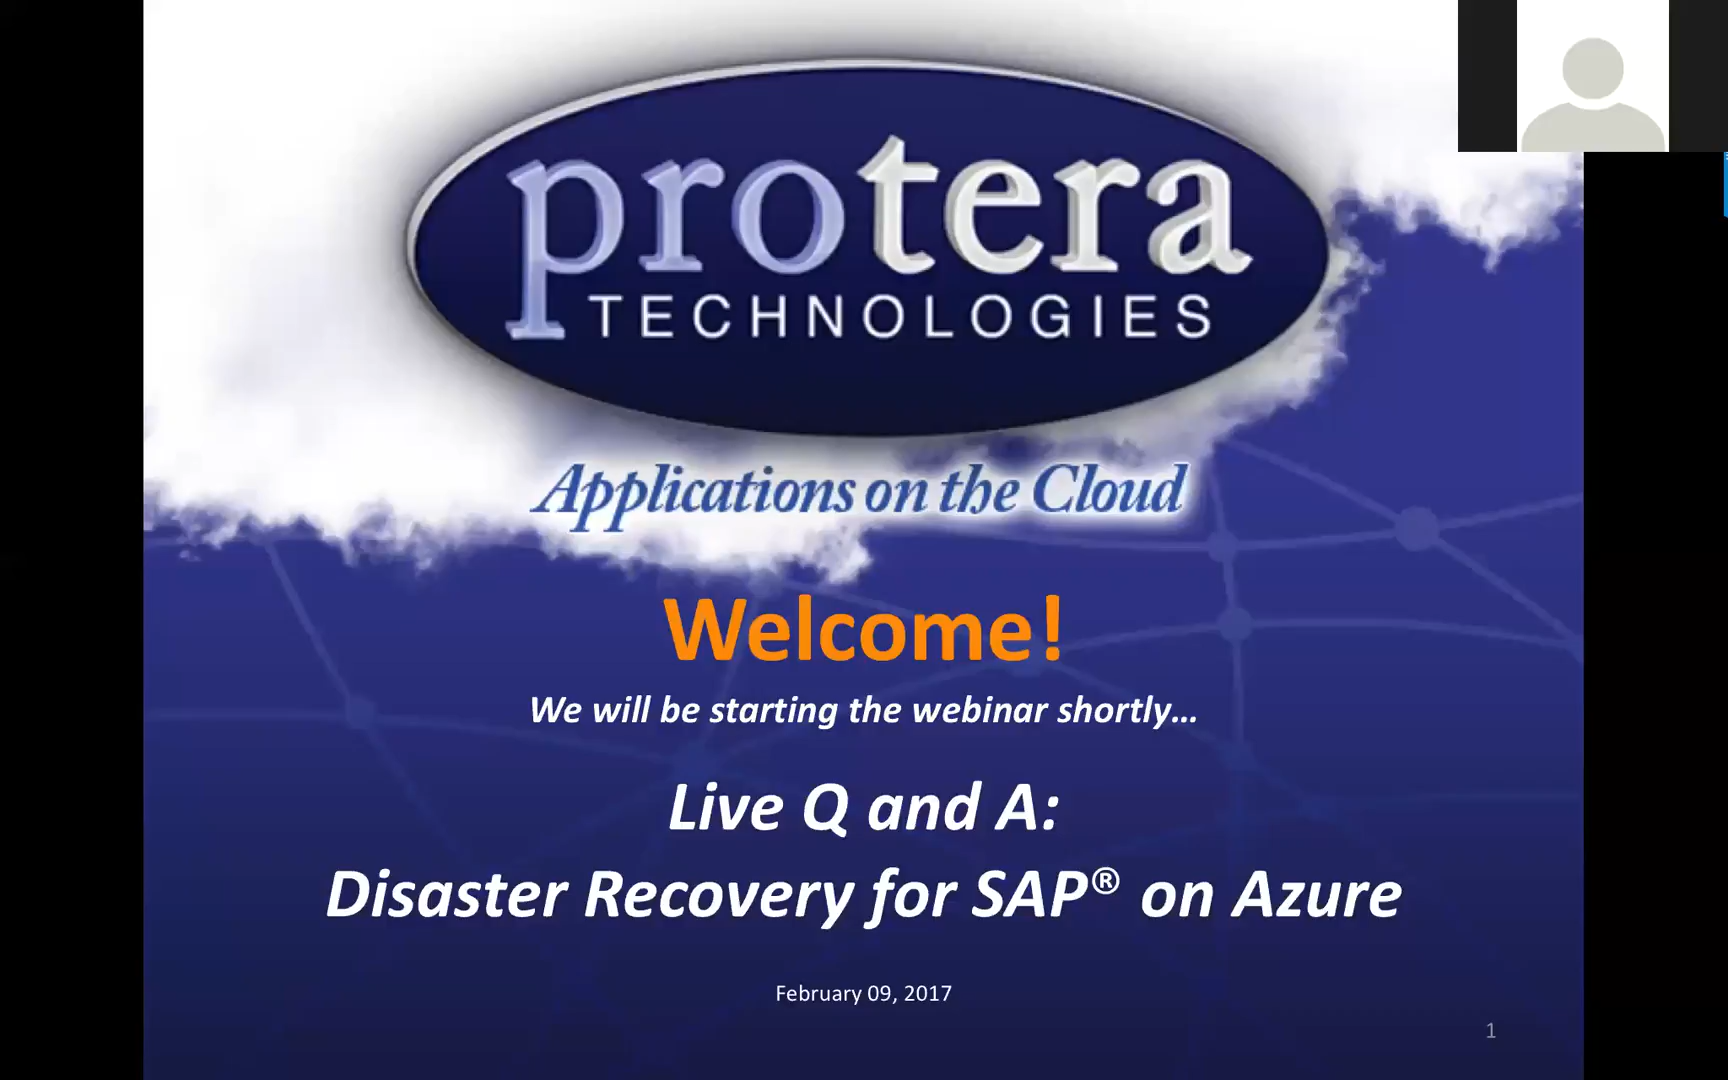 protera
TECHNOLOGIES
Applications on the Cloud
Welcome!
We will be starting the webinar shortly...
Live Q and A:
Disaster Recovery for SAP® on Azure
February 09, 2017
1